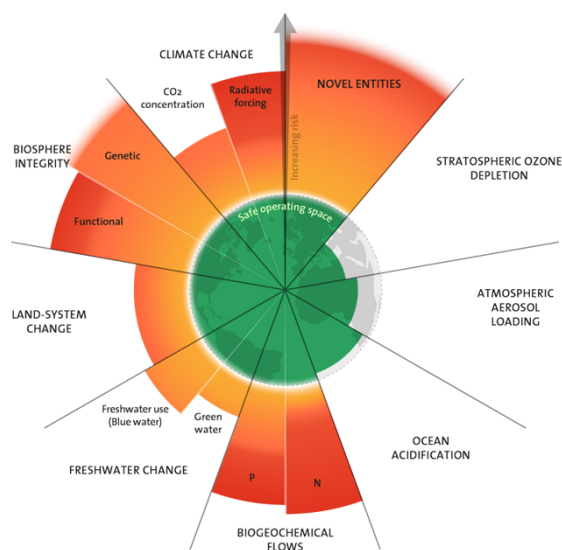 CLIMATE CHANGE
CO2
concentration
Radiative
forcing
NOVEL ENTITIES
Increasing risk
BIOSPHERE
INTEGRITY
Genetic
Functional
STRATOSPHERIC OZONE
DEPLETION
Safe operating space
LAND-SYSTEM
CHANGE
ATMOSPHERIC
AEROSOL
LOADING
Freshwater use
(Blue water)
Green
water
FRESHWATER CHANGE
OCEAN
ACIDIFICATION
P
N
BIOGEOCHEMICAL
FLOWS